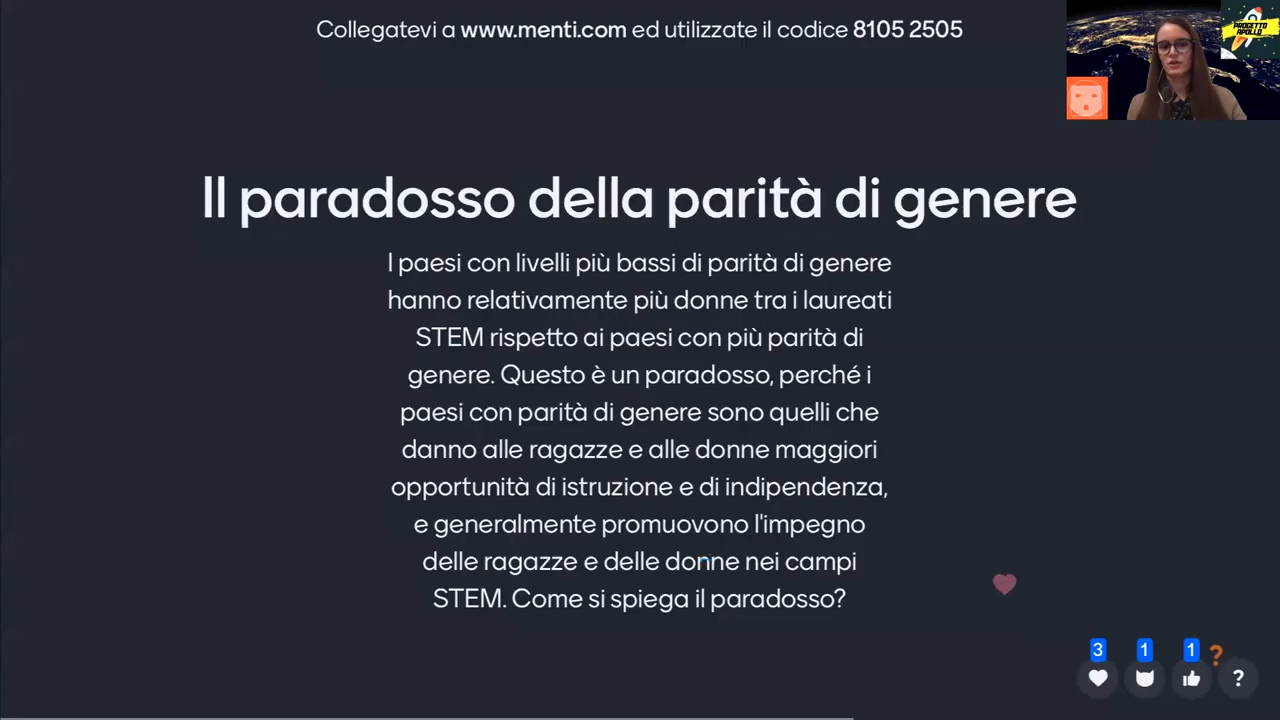 Collegatevi a www.menti.com ed utilizzate il codice 8105 2505
PROGETTO
APOLLO
Il paradosso della parità di genere
I paesi con livelli più bassi di parità di genere
hanno relativamente più donne tra i laureati
STEM rispetto ai paesi con più parità di
genere. Questo è un paradosso, perché i
paesi con parità di genere sono quelli che
danno alle ragazze e alle donne maggiori
opportunità di istruzione e di indipendenza,
e generalmente promuovono l'impegno
delle ragazze e delle donne nei campi
STEM. Come si spiega il paradosso?
3 1 1 ?
?